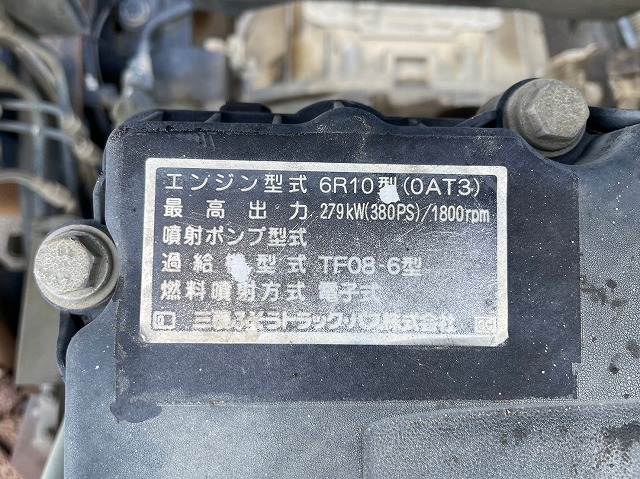 エンジン型式 6R10型(0AT3)
最高出力 279kW(380PS)/1800rpm
噴射ポンプ型式
過給機型式 TF08-6型
燃料噴射方式 電子式
三菱ふそうトラック・バス株式会社